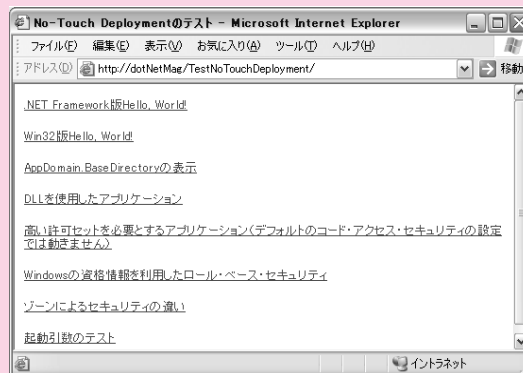 No-Touch Deploymentのテスト - Microsoft Internet Explorer
ファイル(F) 編集(E) 表示(V) お気に入り(A) ツール(T) ヘルプ(H)
アドレス(D) http://dotNetMag/TestNoTouchDeployment/ 移動
.NET Framework版Hello, World!
Win32版Hello, World!
AppDomain.BaseDirectoryの表示
DLLを使用したアプリケーション
高い許可セットを必要とするアプリケーション(デフォルトのコード・アクセス・セキュリティの設定
では動きません)
Windowsの資格情報を利用したロール・ベース・セキュリティ
ゾーンによるセキュリティの違い
起動引数のテスト
イントラネット